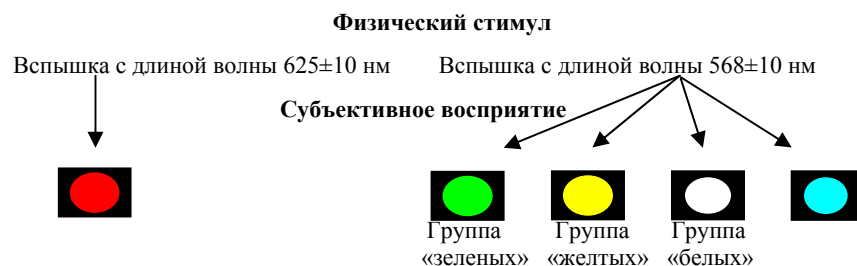 Физический стимул
Вспышка с длиной волны 625±10 нм Вспышка с длиной волны 568±10 нм
Субъективное восприятие
Группа Группа Группа
«зеленых» «желтых» «белых»